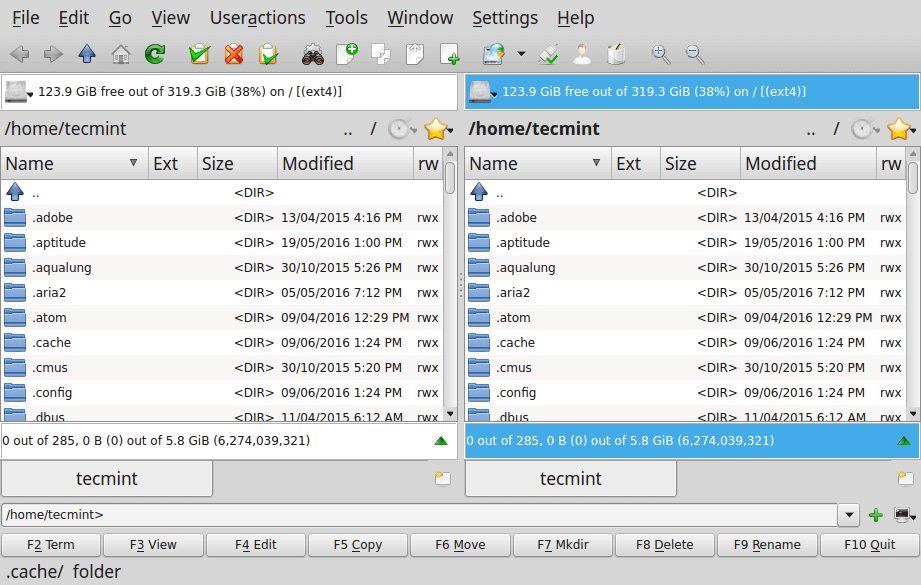 File Edit Go View Useractions Tools Window Settings Help
123.9 GiB free out of 319.3 GiB (38%) on / [(ext4)] 123.9 GiB free out of 319.3 GiB (38%) on / [(ext4)]
/home/tecmint .. / /home/tecmint .. /
Name Ext Size Modified rw Name Ext Size Modified rw
.. <DIR> .. <DIR>
.adobe <DIR> 13/04/2015 4:16 PM rwx .adobe <DIR> 13/04/2015 4:16 PM rwx
.aptitude <DIR> 19/05/2016 1:00 PM rwx .aptitude <DIR> 19/05/2016 1:00 PM rwx
.aqualung <DIR> 30/10/2015 5:26 PM rwx .aqualung <DIR> 30/10/2015 5:26 PM rwx
.aria2 <DIR> 05/05/2016 7:12 PM rwx .aria2 <DIR> 05/05/2016 7:12 PM rwx
.atom <DIR> 09/04/2016 12:29 PM rwx .atom <DIR> 09/04/2016 12:29 PM rwx
.cache <DIR> 09/06/2016 1:24 PM rwx .cache <DIR> 09/06/2016 1:24 PM rwx
.cmus <DIR> 30/10/2015 5:20 PM rwx .cmus <DIR> 30/10/2015 5:20 PM rwx
.config <DIR> 09/06/2016 1:24 PM rwx .config <DIR> 09/06/2016 1:24 PM rwx
.dbus <DIR> 11/04/2015 6:12 AM rwx .dbus <DIR> 11/04/2015 6:12 AM rwx
0 out of 285, 0 B (0) out of 5.8 GiB (6,274,039,321) 0 out of 285, 0 B (0) out of 5.8 GiB (6,274,039,321)
tecmint tecmint
/home/tecmint>
F2 Term F3 View F4 Edit F5 Copy F6 Move F7 Mkdir F8 Delete F9 Rename F10 Quit
.cache/ folder